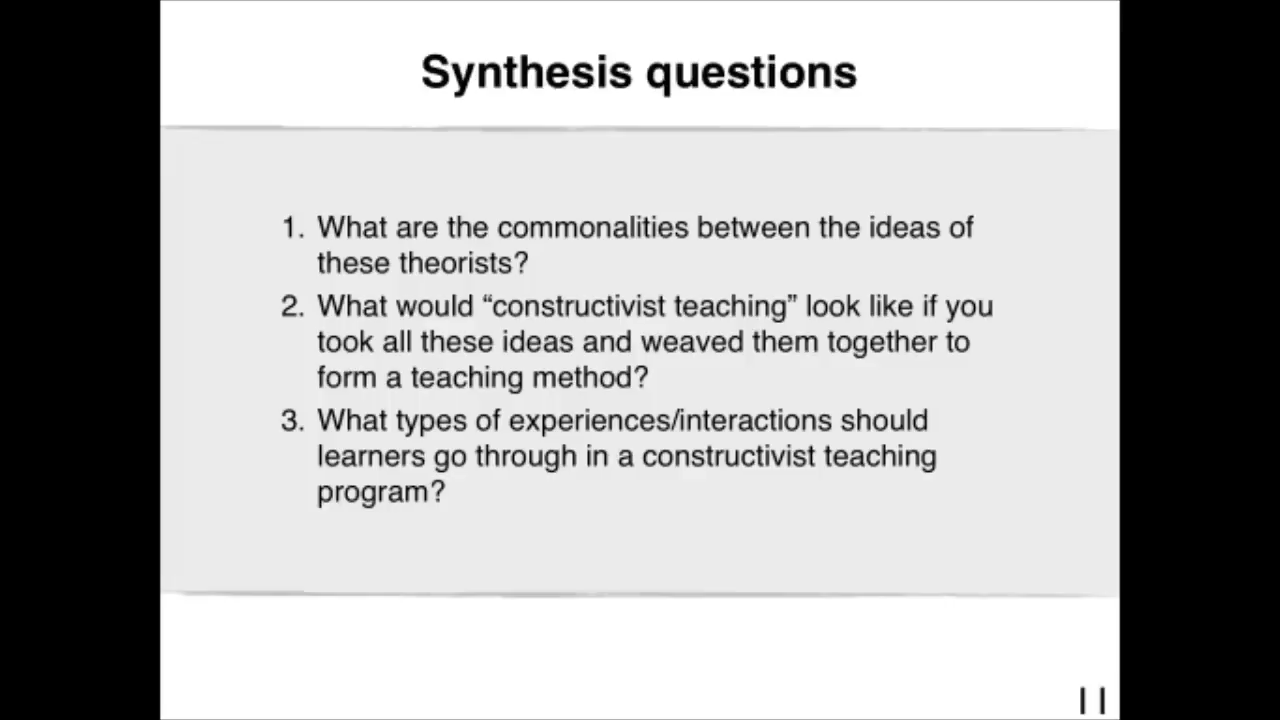 Synthesis questions
1. What are the commonalities between the ideas of
these theorists?
2. What would “constructivist teaching” look like if you
took all these ideas and weaved them together to
form a teaching method?
3. What types of experiences/interactions should
learners go through in a constructivist teaching
program?
11